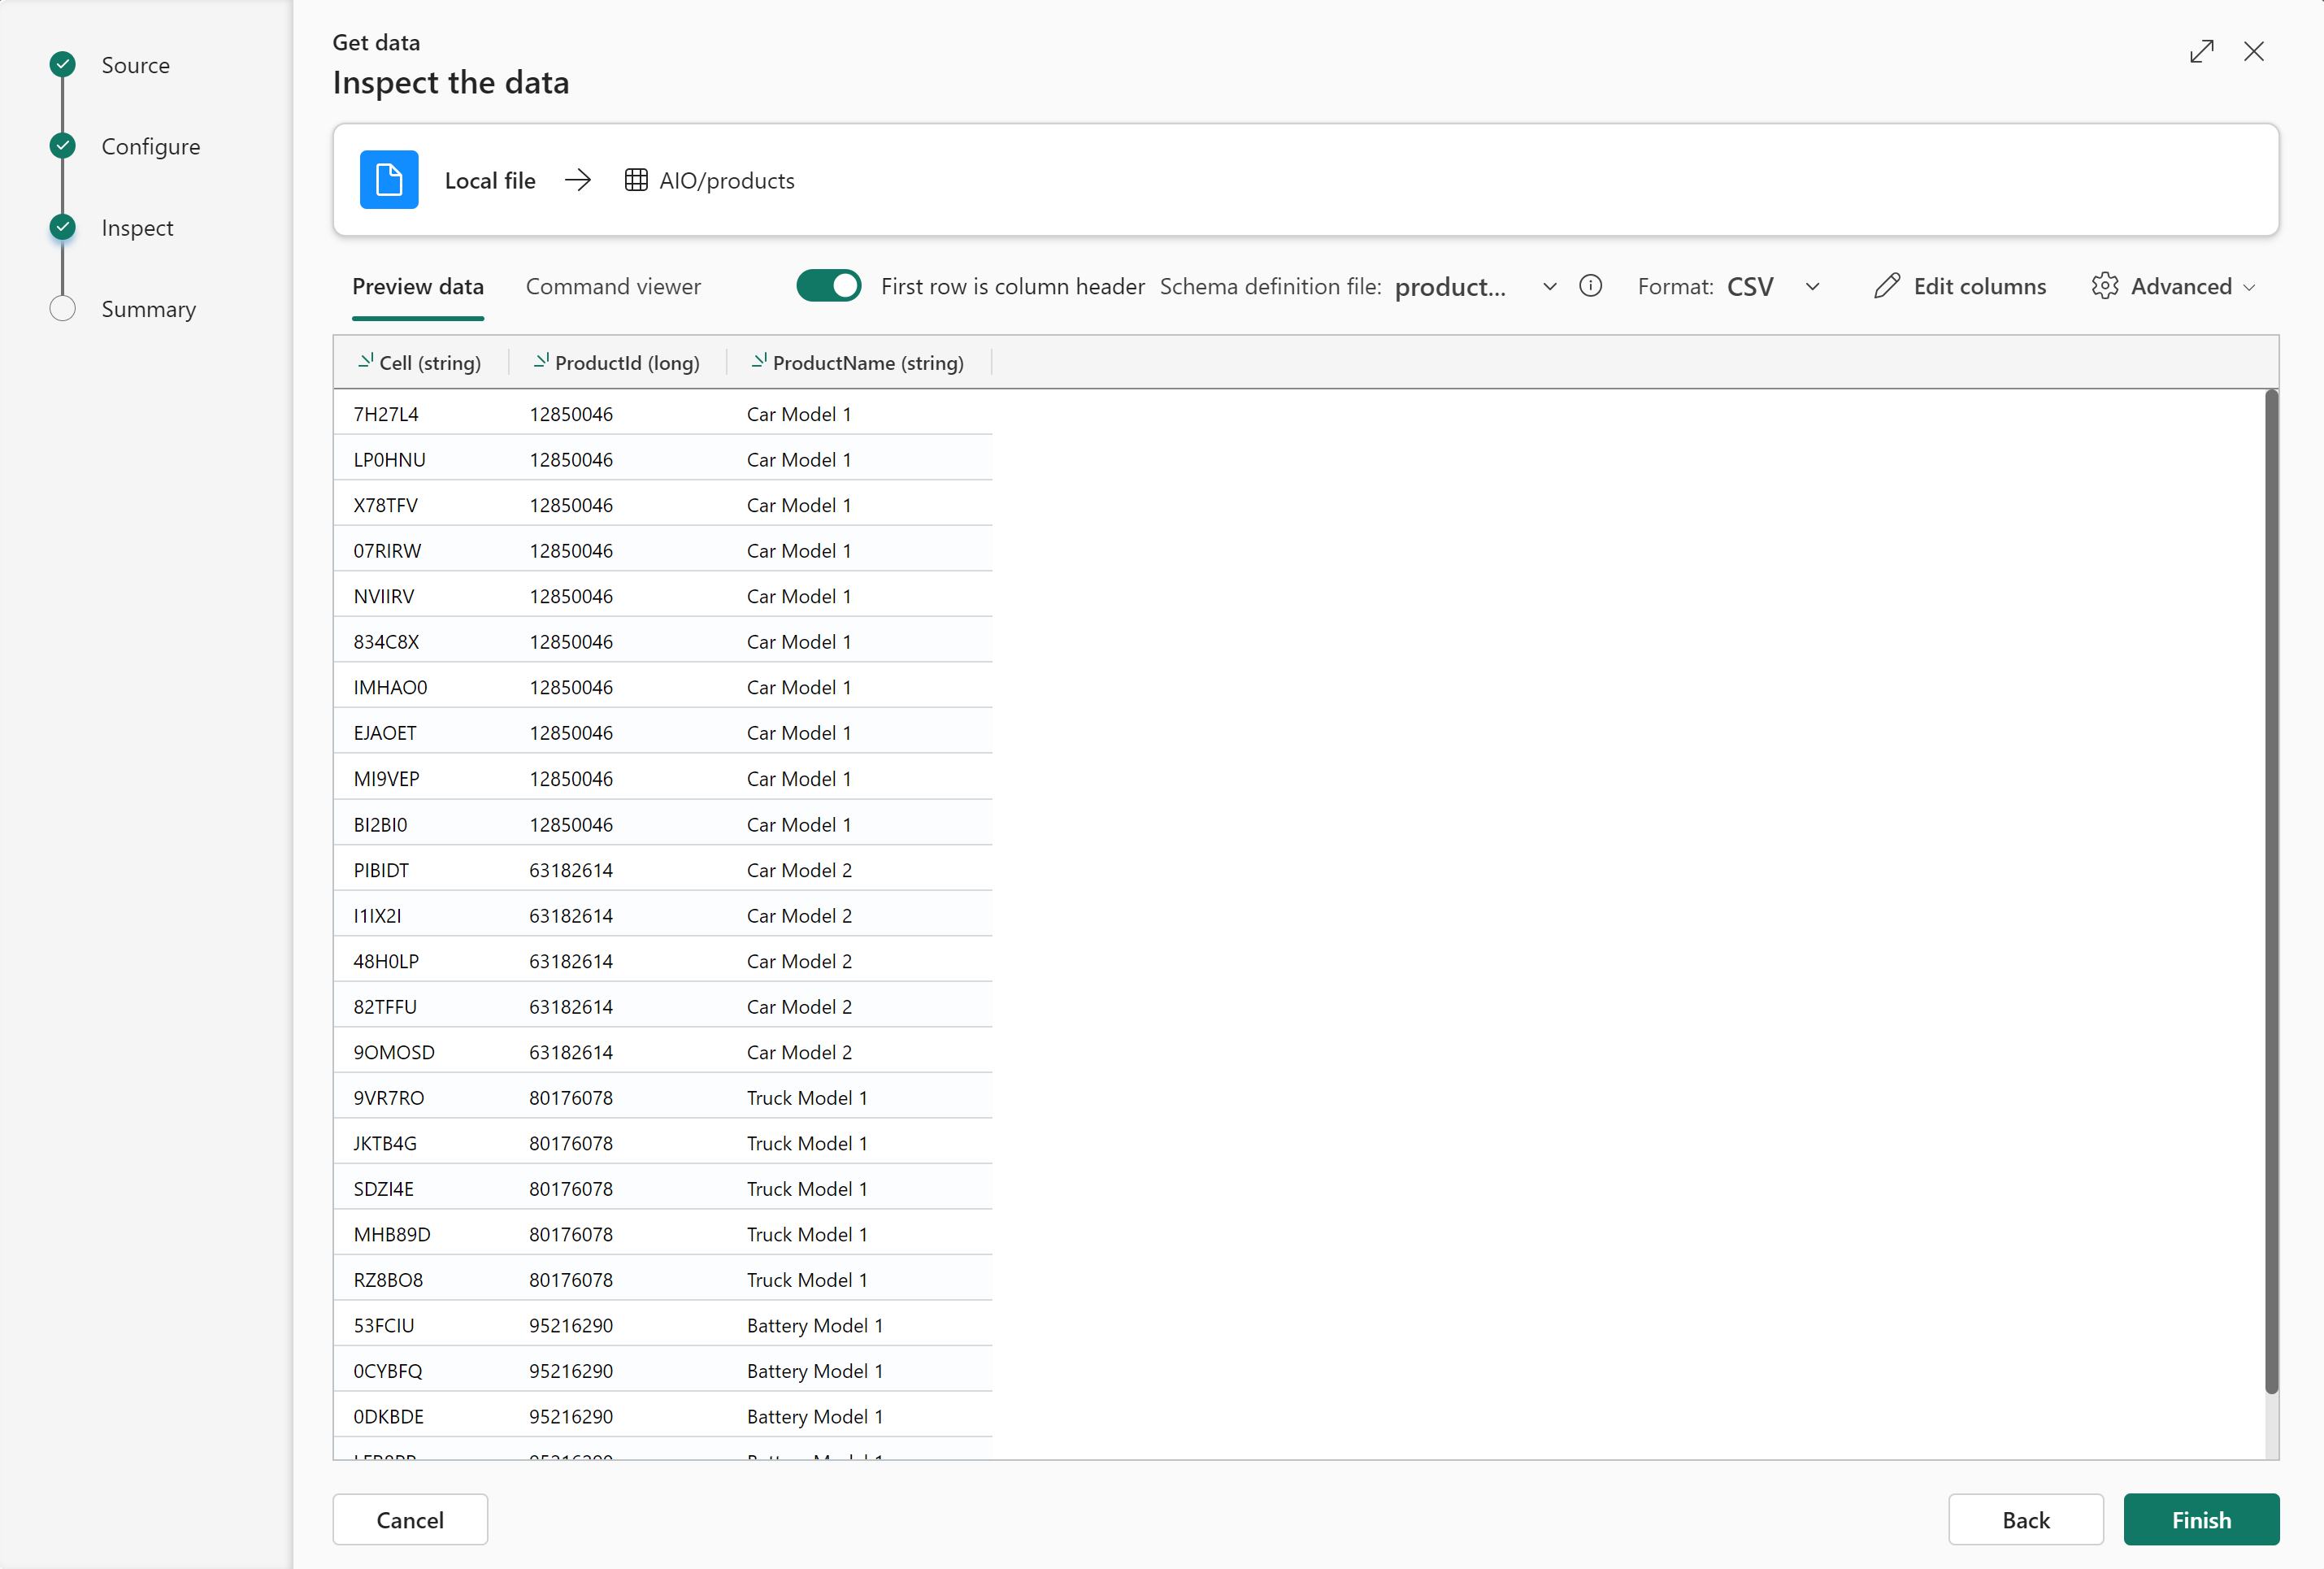 Source
Configure
Inspect
Summary
Get data
Inspect the data
Local file AIO/products
Preview data Command viewer First row is column header Schema definition file: product... Format: CSV Edit columns Advanced
Cell (string) ProductId (long) ProductName (string)
7H27L4 12850046 Car Model 1
LP0HNU 12850046 Car Model 1
X78TFV 12850046 Car Model 1
07RIRW 12850046 Car Model 1
NVIIRV 12850046 Car Model 1
834C8X 12850046 Car Model 1
IMHAO0 12850046 Car Model 1
EJAOET 12850046 Car Model 1
MI9VEP 12850046 Car Model 1
BI2BI0 12850046 Car Model 1
PIBIDT 63182614 Car Model 2
I1IX2I 63182614 Car Model 2
48H0LP 63182614 Car Model 2
82TFFU 63182614 Car Model 2
9OMOSD 63182614 Car Model 2
9VR7RO 80176078 Truck Model 1
JKTB4G 80176078 Truck Model 1
SDZI4E 80176078 Truck Model 1
MHB89D 80176078 Truck Model 1
RZ8BO8 80176078 Truck Model 1
53FCIU 95216290 Battery Model 1
0CYBFQ 95216290 Battery Model 1
0DKBDE 95216290 Battery Model 1
95216290 Battery Model 1
Cancel Back Finish